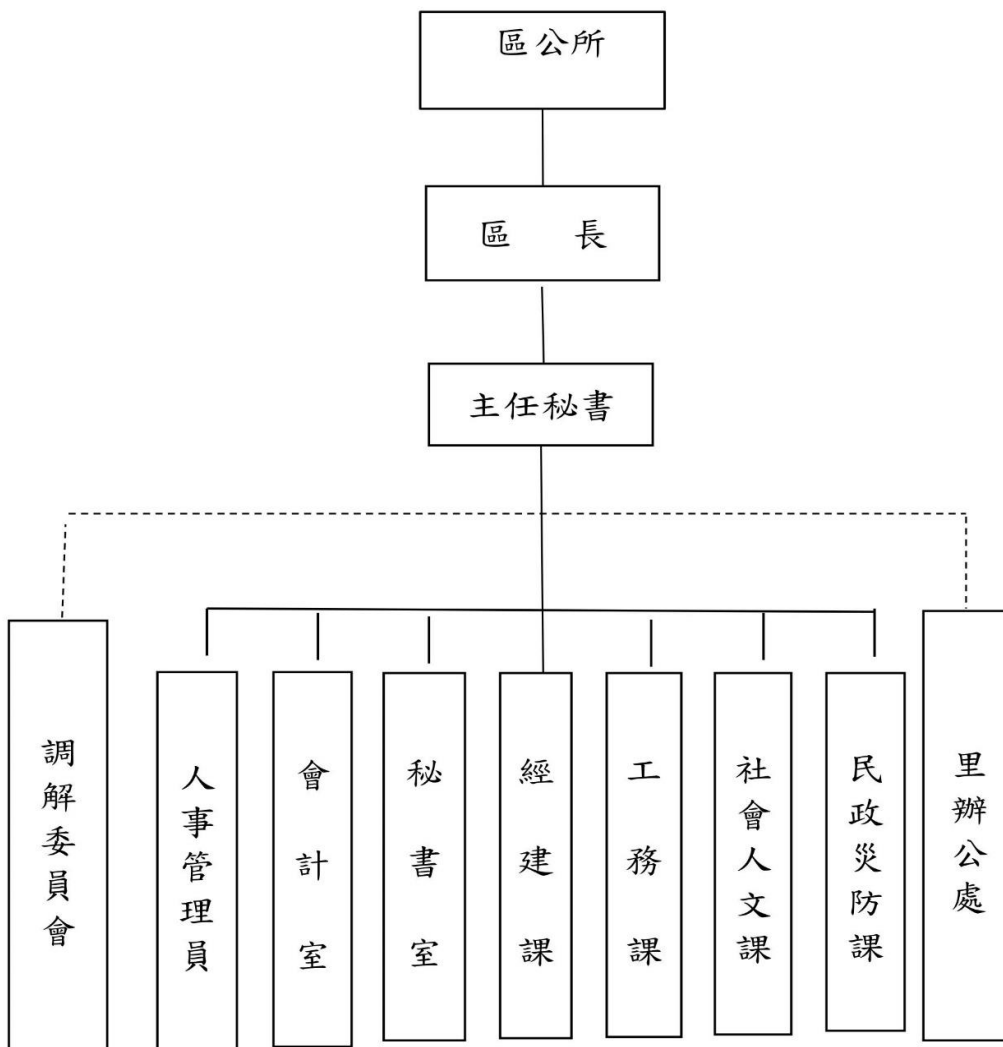 區公所
區 長
主任秘書
調解委員會
人事管理員
會計室
秘書室
經建課
工務課
社會人文課
民政災防課
里辦公處